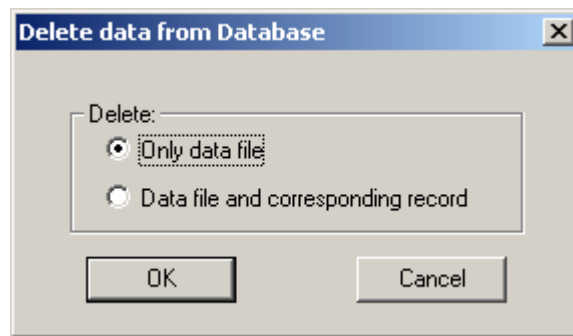 Delete data from Database
Delete:
Only data file
Data file and corresponding record
OK Cancel